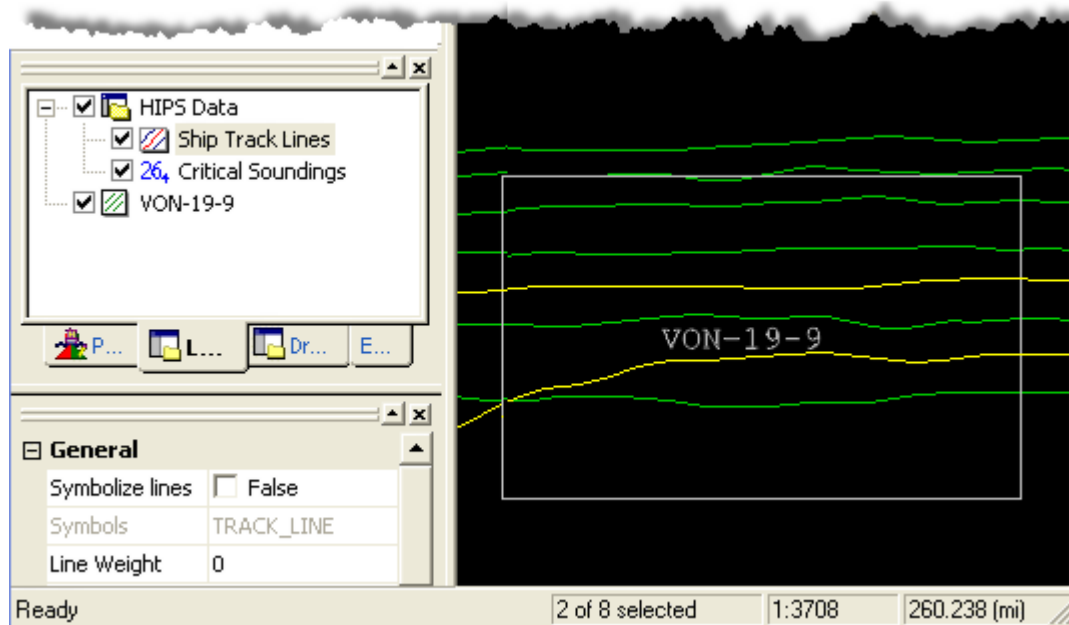 HIPS Data
Ship Track Lines
26₄ Critical Soundings
VON-19-9
P...
L...
Dr...
E...
VON-19-9
General
Symbolize lines False
Symbols TRACK_LINE
Line Weight 0
Ready 2 of 8 selected 1:3708 260.238 (mi)